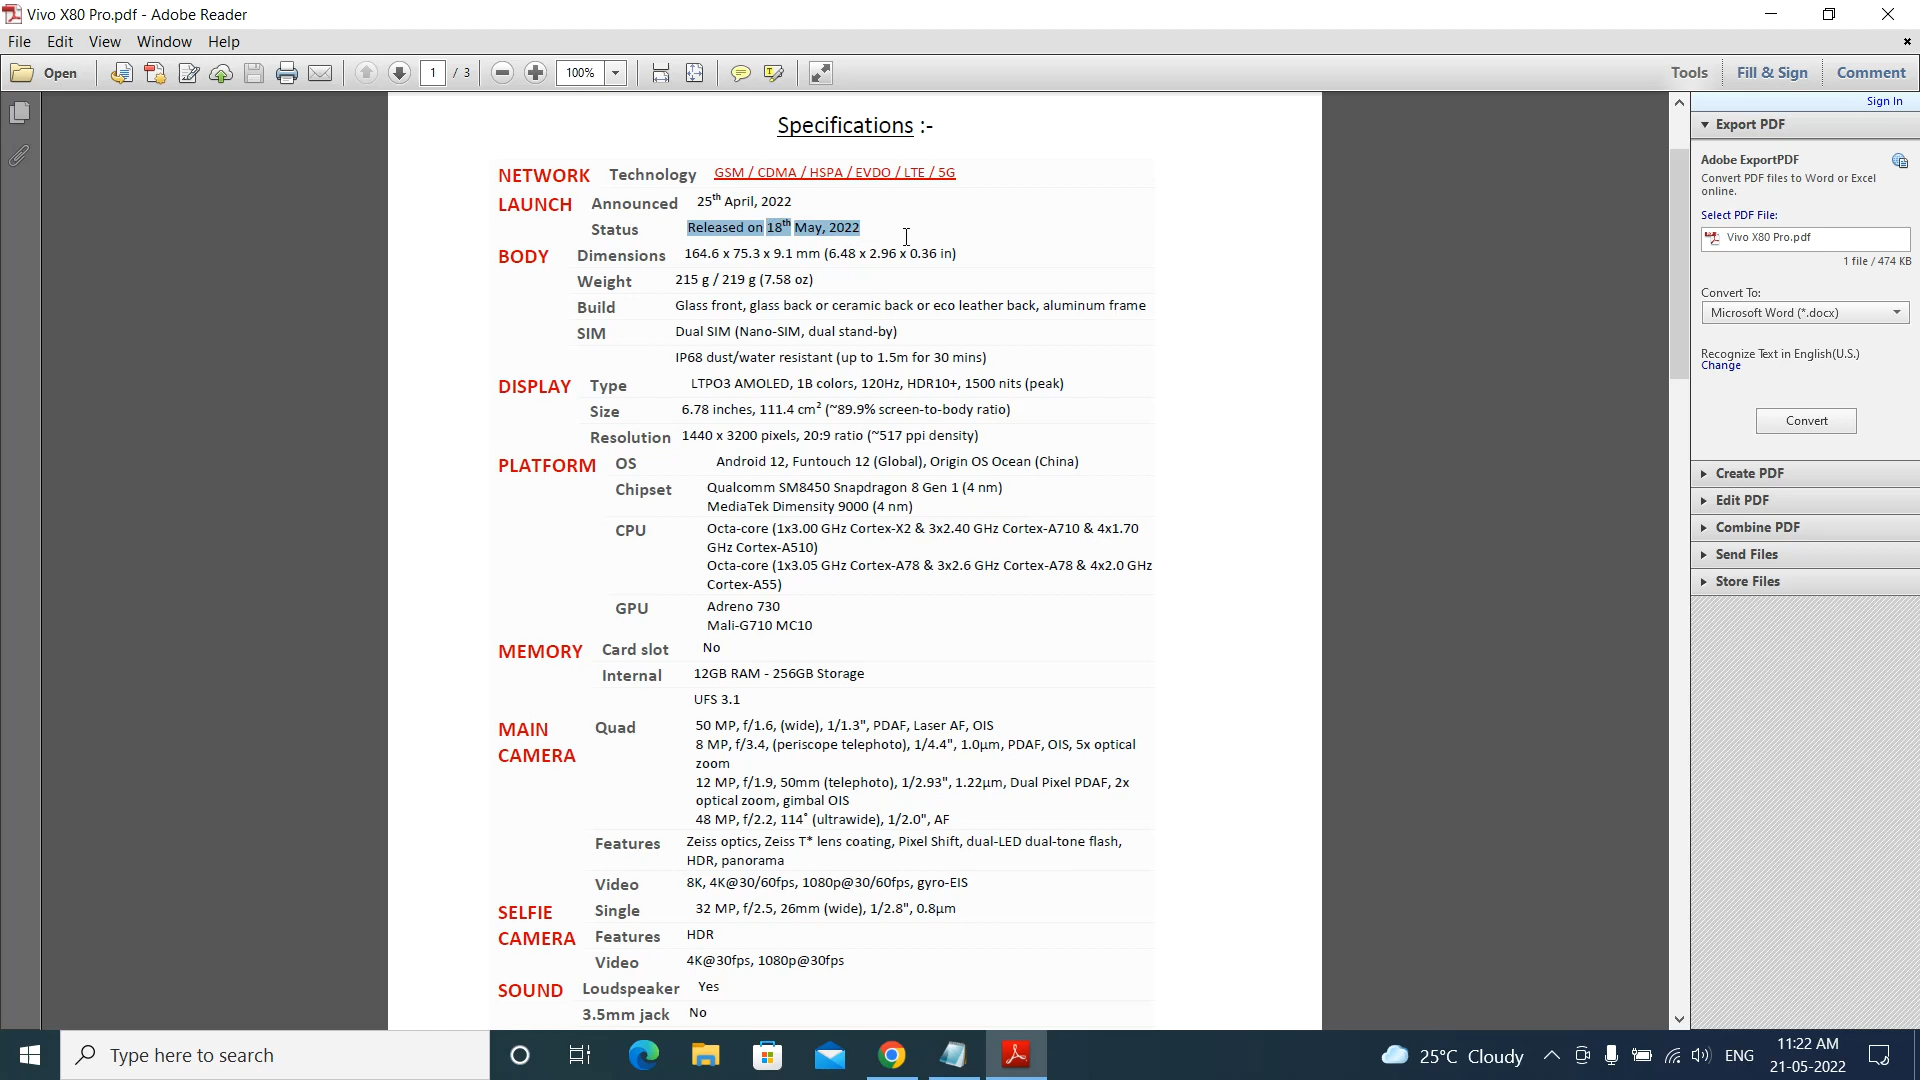 Vivo X80 Pro.pdf - Adobe Reader
File Edit View Window Help
Open 1 / 3 100% Tools Fill & Sign Comment
Sign In
Specifications :-
NETWORK Technology GSM / CDMA / HSPA / EVDO / LTE / 5G
LAUNCH Announced 25th April, 2022
Status Released on 18th May, 2022
BODY Dimensions 164.6 x 75.3 x 9.1 mm (6.48 x 2.96 x 0.36 in)
Weight 215 g / 219 g (7.58 oz)
Build Glass front, glass back or ceramic back or eco leather back, aluminum frame
SIM Dual SIM (Nano-SIM, dual stand-by)
IP68 dust/water resistant (up to 1.5m for 30 mins)
DISPLAY Type LTPO3 AMOLED, 1B colors, 120Hz, HDR10+, 1500 nits (peak)
Size 6.78 inches, 111.4 cm² (~89.9% screen-to-body ratio)
Resolution 1440 x 3200 pixels, 20:9 ratio (~517 ppi density)
PLATFORM OS Android 12, Funtouch 12 (Global), Origin OS Ocean (China)
Chipset Qualcomm SM8450 Snapdragon 8 Gen 1 (4 nm)
MediaTek Dimensity 9000 (4 nm)
CPU Octa-core (1x3.00 GHz Cortex-X2 & 3x2.40 GHz Cortex-A710 & 4x1.70
GHz Cortex-A510)
Octa-core (1x3.05 GHz Cortex-A78 & 3x2.6 GHz Cortex-A78 & 4x2.0 GHz
Cortex-A55)
GPU Adreno 730
Mali-G710 MC10
MEMORY Card slot No
Internal 12GB RAM - 256GB Storage
UFS 3.1
MAIN CAMERA Quad 50 MP, f/1.6, (wide), 1/1.3", PDAF, Laser AF, OIS
8 MP, f/3.4, (periscope telephoto), 1/4.4", 1.0µm, PDAF, OIS, 5x optical
zoom
12 MP, f/1.9, 50mm (telephoto), 1/2.93", 1.22µm, Dual Pixel PDAF, 2x
optical zoom, gimbal OIS
48 MP, f/2.2, 114˚ (ultrawide), 1/2.0", AF
Features Zeiss optics, Zeiss T* lens coating, Pixel Shift, dual-LED dual-tone flash,
HDR, panorama
Video 8K, 4K@30/60fps, 1080p@30/60fps, gyro-EIS
SELFIE CAMERA Single 32 MP, f/2.5, 26mm (wide), 1/2.8", 0.8µm
Features HDR
Video 4K@30fps, 1080p@30fps
SOUND Loudspeaker Yes
3.5mm jack No
Export PDF
Adobe ExportPDF
Convert PDF files to Word or Excel
online.
Select PDF File:
Vivo X80 Pro.pdf
1 file / 474 KB
Convert To:
Microsoft Word (*.docx)
Recognize Text in English(U.S.)
Change
Convert
Create PDF
Edit PDF
Combine PDF
Send Files
Store Files
Type here to search
25°C Cloudy
ENG
11:22 AM
21-05-2022